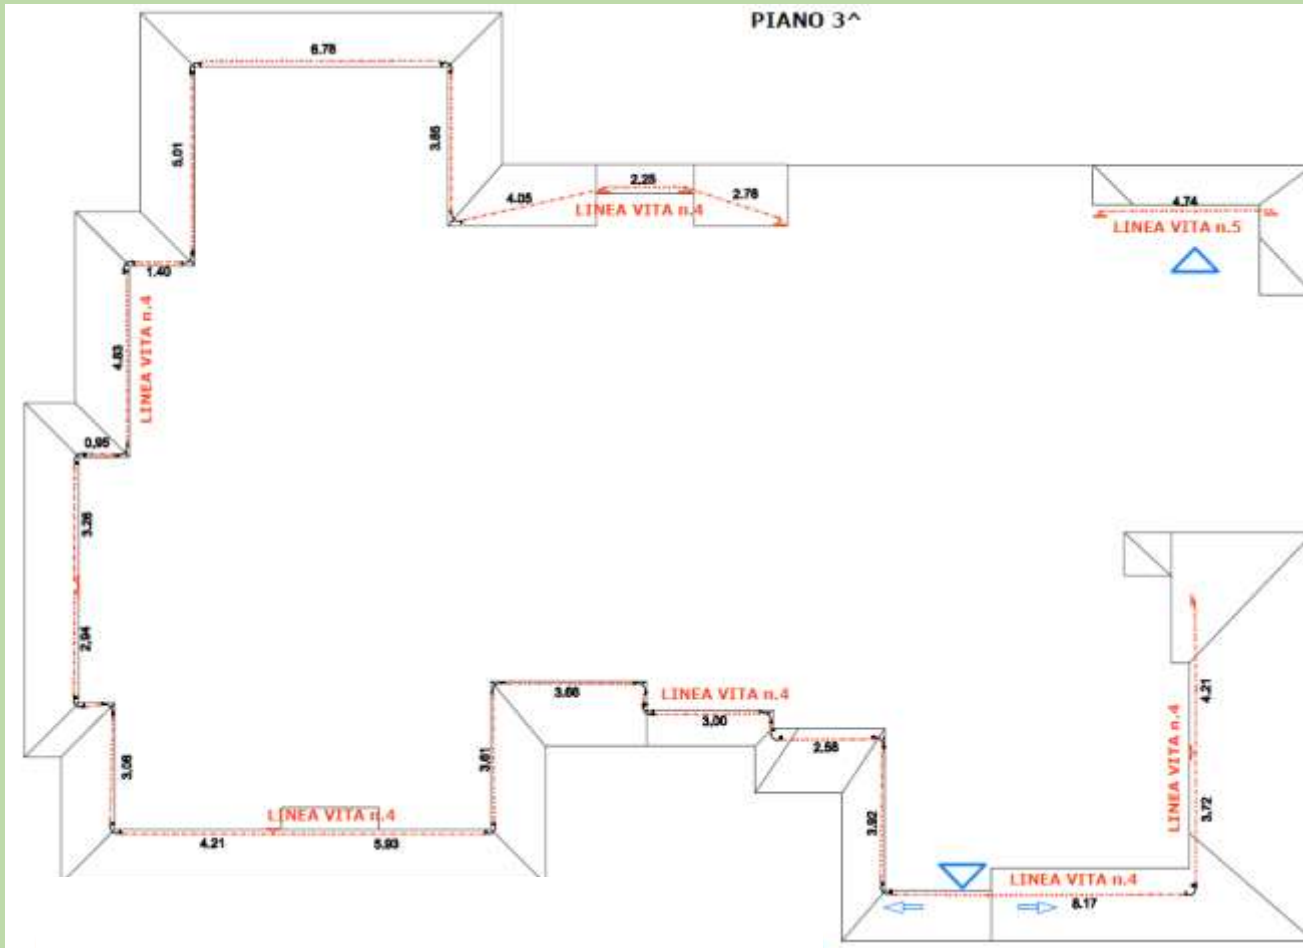 PIANO 3^
6.78
5.01
3.86
4.05
2.25
2.78
LINEA VITA n.4
4.74
LINEA VITA n.5
1.40
4.83
LINEA VITA n.4
0.95
3.26
2.94
3.06
LINEA VITA n.4
4.21
5.93
3.61
3.66
LINEA VITA n.4
3.00
2.58
3.92
LINEA VITA n.4
8.17
4.21
LINEA VITA n.4
3.72